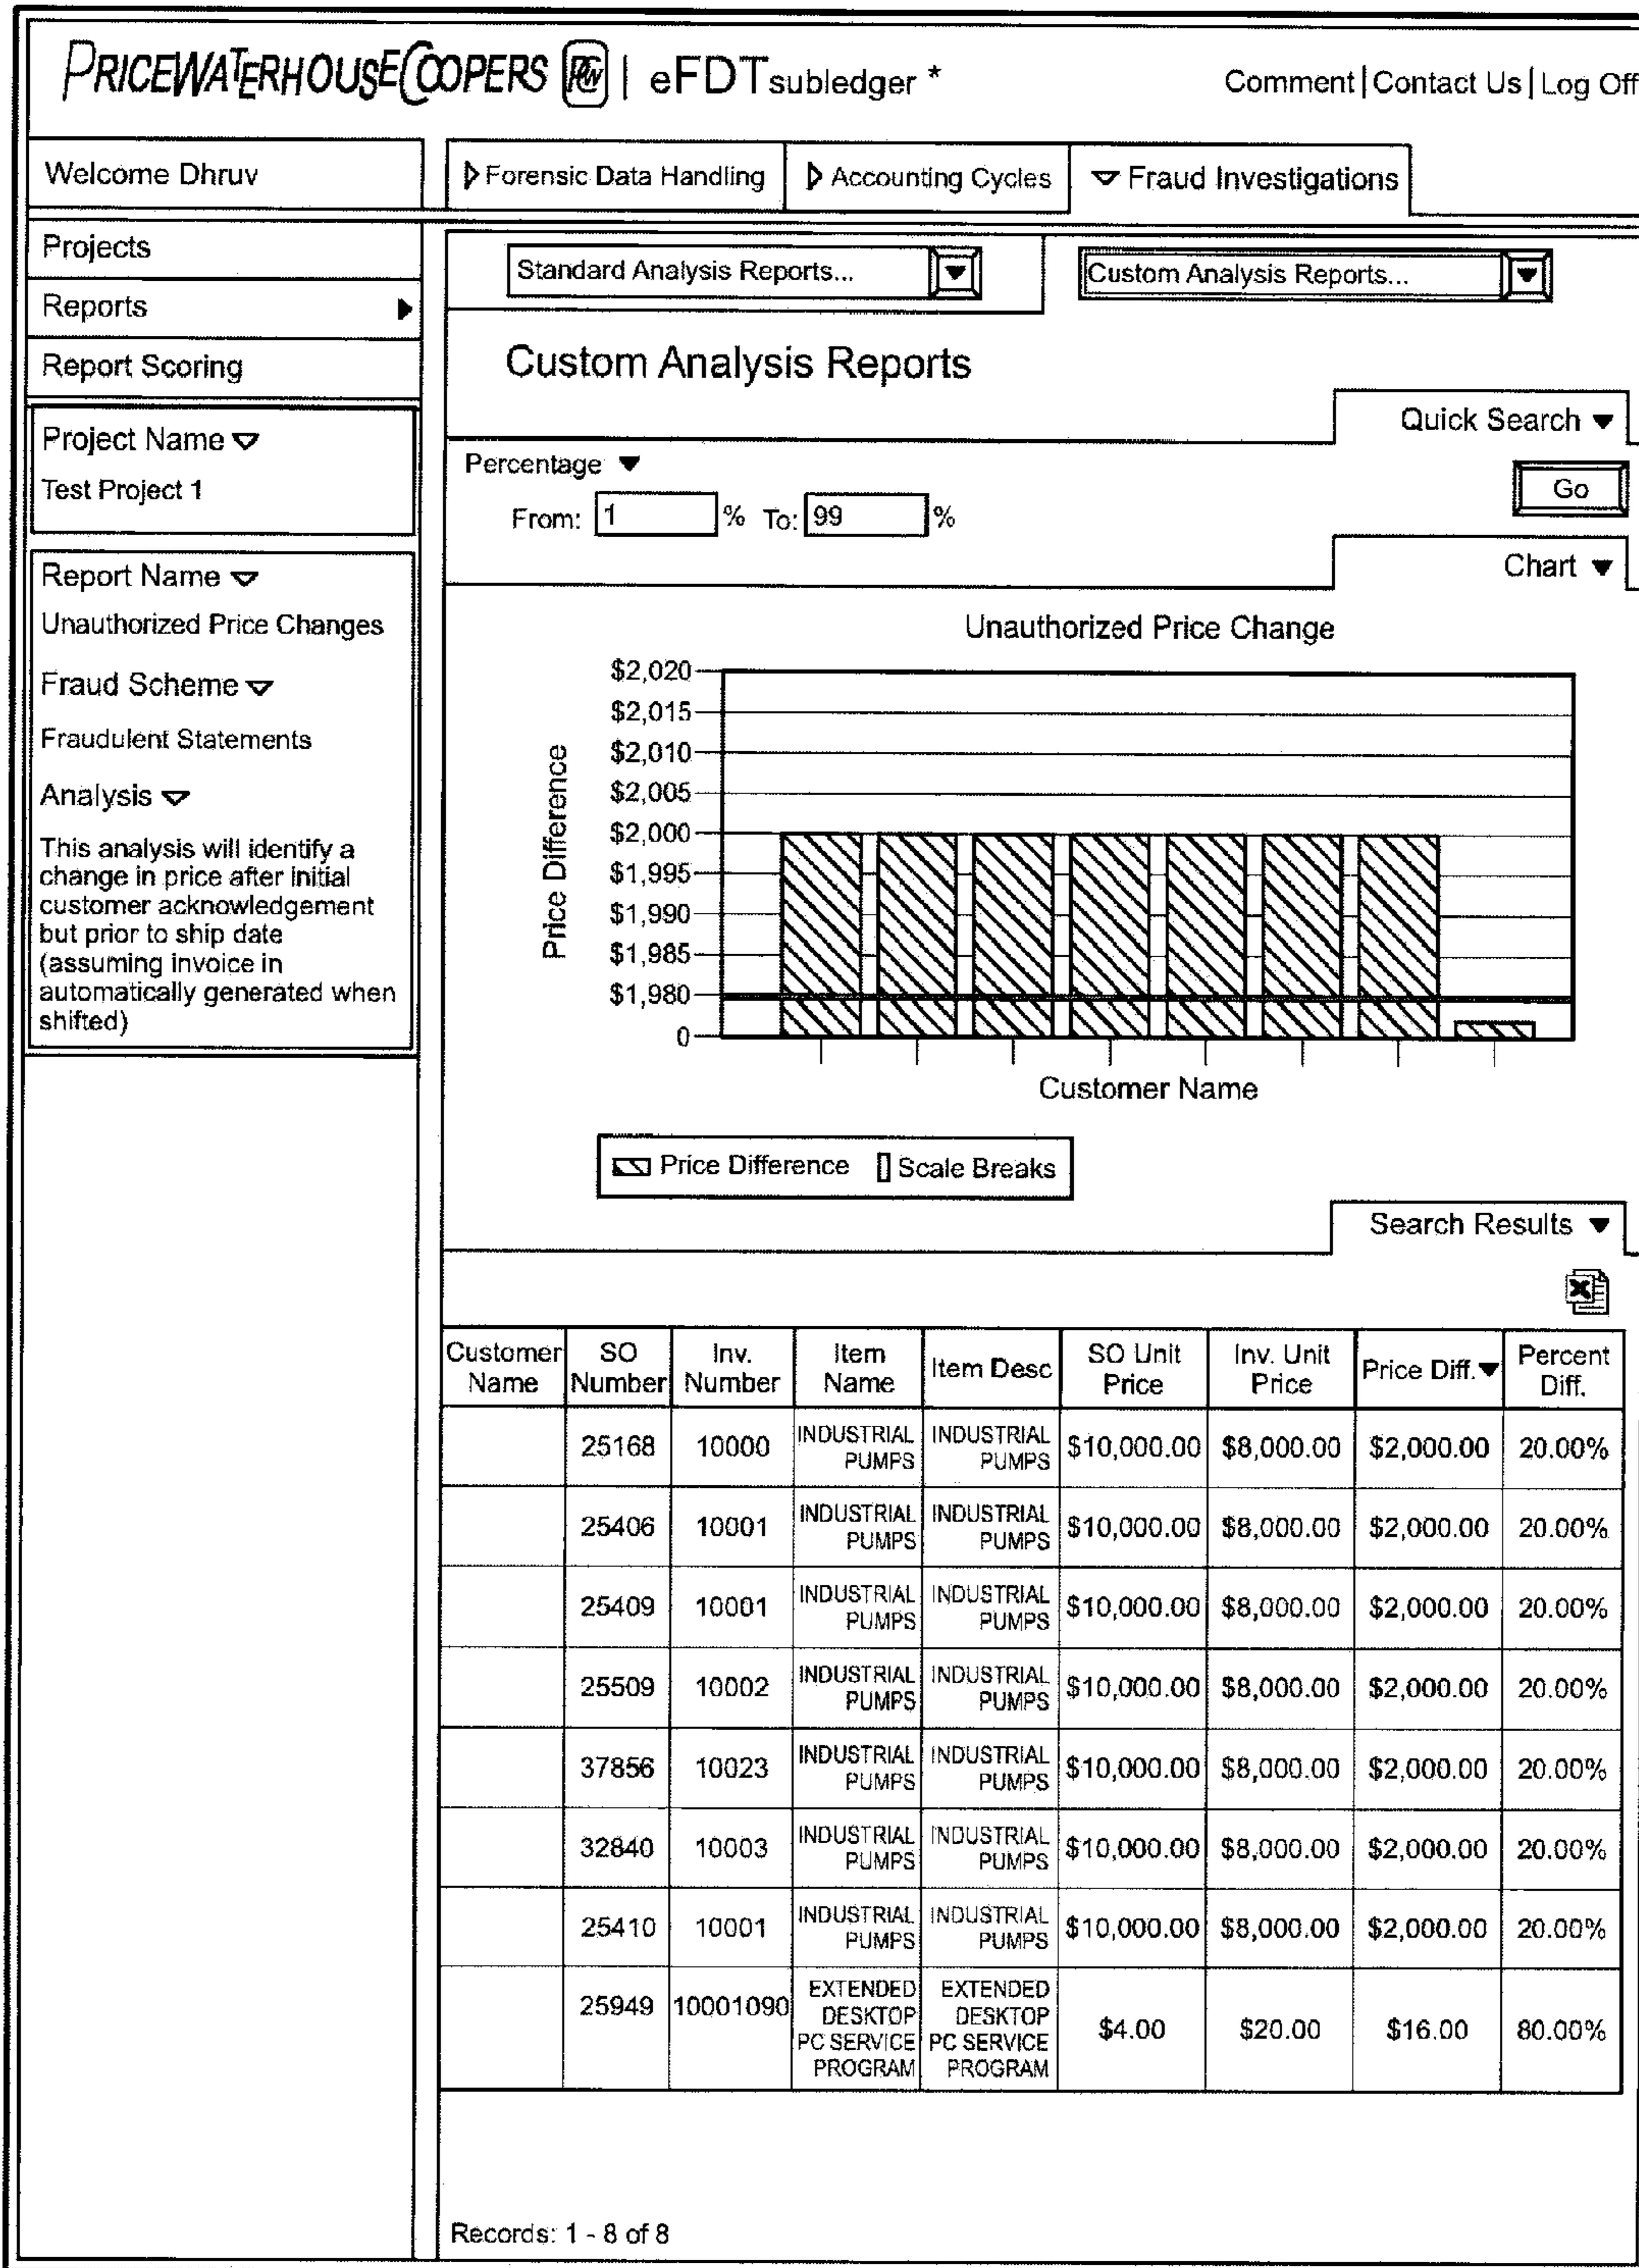 PRICEWATERHOUSECOOPERS PwC | eFDTsubledger *
Comment | Contact Us | Log Off
Welcome Dhruv
Forensic Data Handling
Accounting Cycles
Fraud Investigations
Projects
Reports
Report Scoring
Project Name
Test Project 1
Report Name
Unauthorized Price Changes
Fraud Scheme
Fraudulent Statements
Analysis
This analysis will identify a
change in price after initial
customer acknowledgement
but prior to ship date
(assuming invoice in
automatically generated when
shifted)
Standard Analysis Reports...
Custom Analysis Reports...
Custom Analysis Reports
Quick Search
Percentage
From: 1 % To: 99 %
Go
Chart
Unauthorized Price Change
Price Difference
$2,020
$2,015
$2,010
$2,005
$2,000
$1,995
$1,990
$1,985
$1,980
0
Customer Name
Price Difference Scale Breaks
Search Results
Customer Name SO Number Inv. Number Item Name Item Desc SO Unit Price Inv. Unit Price Price Diff. Percent Diff.
25168 10000 INDUSTRIAL PUMPS INDUSTRIAL PUMPS $10,000.00 $8,000.00 $2,000.00 20.00%
25406 10001 INDUSTRIAL PUMPS INDUSTRIAL PUMPS $10,000.00 $8,000.00 $2,000.00 20.00%
25409 10001 INDUSTRIAL PUMPS INDUSTRIAL PUMPS $10,000.00 $8,000.00 $2,000.00 20.00%
25509 10002 INDUSTRIAL PUMPS INDUSTRIAL PUMPS $10,000.00 $8,000.00 $2,000.00 20.00%
37856 10023 INDUSTRIAL PUMPS INDUSTRIAL PUMPS $10,000.00 $8,000.00 $2,000.00 20.00%
32840 10003 INDUSTRIAL PUMPS INDUSTRIAL PUMPS $10,000.00 $8,000.00 $2,000.00 20.00%
25410 10001 INDUSTRIAL PUMPS INDUSTRIAL PUMPS $10,000.00 $8,000.00 $2,000.00 20.00%
25949 10001090 EXTENDED DESKTOP PC SERVICE PROGRAM EXTENDED DESKTOP PC SERVICE PROGRAM $4.00 $20.00 $16.00 80.00%
Records: 1 - 8 of 8